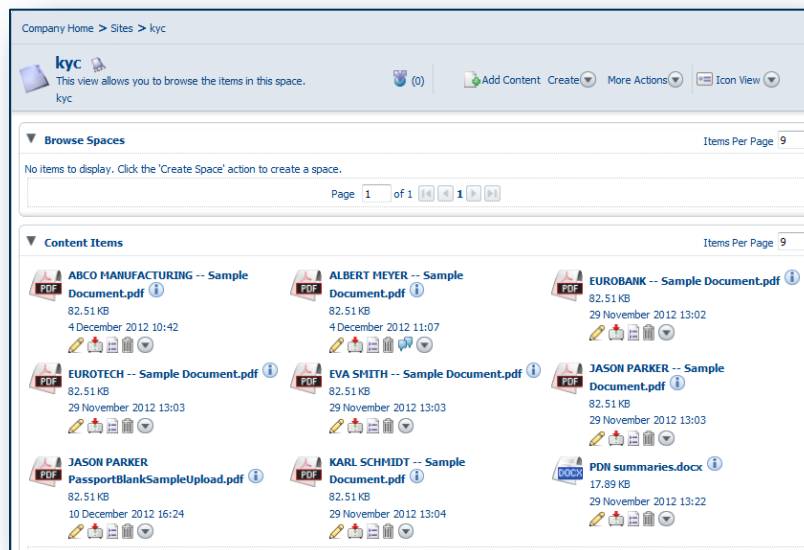 Company Home > Sites > kyc
kyc
This view allows you to browse the items in this space.
kyc
(0)
Add Content Create More Actions Icon View
Browse Spaces
Items Per Page 9
No items to display. Click the 'Create Space' action to create a space.
Page 1 of 1 1
Content Items
Items Per Page 9
PDF
ABCO MANUFACTURING -- Sample
Document.pdf
82.51 KB
4 December 2012 10:42
PDF
ALBERT MEYER -- Sample
Document.pdf
82.51 KB
4 December 2012 11:07
PDF
EUROBANK -- Sample Document.pdf
82.51 KB
29 November 2012 13:02
PDF
EUROTECH -- Sample Document.pdf
82.51 KB
29 November 2012 13:03
PDF
EVA SMITH -- Sample Document.pdf
82.51 KB
29 November 2012 13:03
PDF
JASON PARKER -- Sample
Document.pdf
82.51 KB
29 November 2012 13:03
PDF
JASON PARKER
PassportBlankSampleUpload.pdf
82.51 KB
10 December 2012 16:24
PDF
KARL SCHMIDT -- Sample
Document.pdf
82.51 KB
29 November 2012 13:04
DOCX
PDN summaries.docx
17.89 KB
29 November 2012 13:22